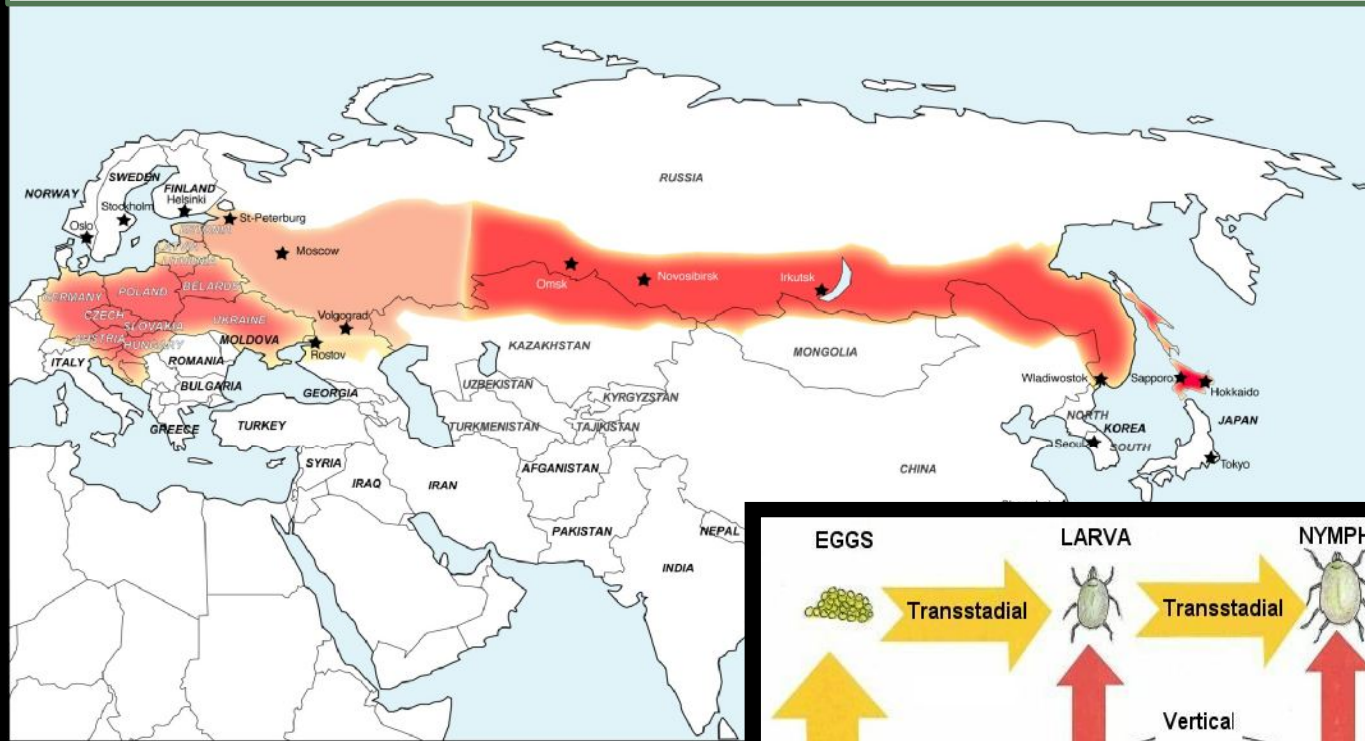 RUSSIA
NORWAY
SWEDEN
FINLAND
Helsinki
Stockholm
Oslo
St-Peterburg
ESTONIA
Moscow
GERMANY
POLAND
BELARUS
CZECH
SLOVAKIA
UKRAINE
AUSTRIA
HUNGARY
MOLDOVA
Volgograd
Rostov
ITALY
ROMANIA
BULGARIA
GEORGIA
GREECE
TURKEY
Omsk
Novosibirsk
Irkutsk
KAZAKHSTAN
MONGOLIA
UZBEKISTAN
KYRGYZSTAN
TURKMENISTAN
TAJIKISTAN
Wladiwostok
Sapporo
Hokkaido
NORTH
KOREA
SOUTH
Seoul
JAPAN
Tokyo
SYRIA
IRAQ
IRAN
AFGANISTAN
CHINA
PAKISTAN
NEPAL
INDIA
EGGS
LARVA
NYMPH
Transstadial
Transstadial
Vertical